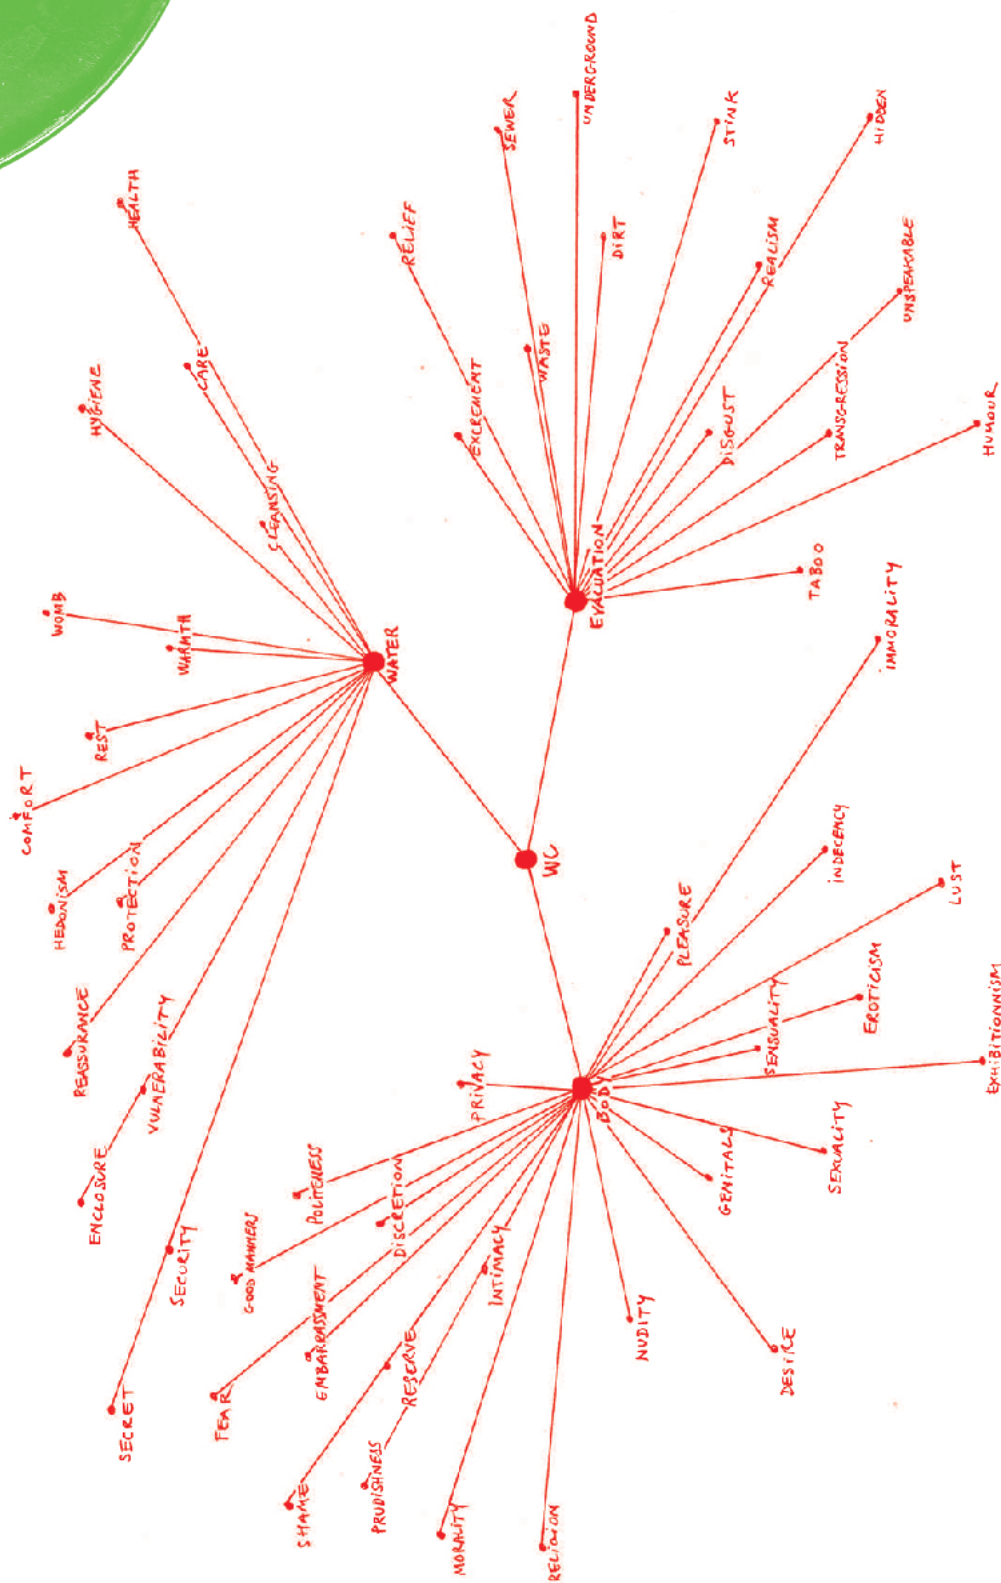 WC
WATER
SECRET
SECURITY
ENCLOSURE
VULNERABILITY
REASSURANCE
PROTECTION
HEDONISM
COMFORT
REST
WARMTH
WOMB
CLEANSING
HYGIENE
CARE
HEALTH
EVACUATION
EXCREMENT
RELIEF
WASTE
SEWER
UNDERGROUND
DIRT
STINK
REALISM
HIDDEN
DISGUST
UNSPEAKABLE
TRANSGRESSION
HUMOUR
TABOO
BODY
PRIVACY
POLITENESS
GOOD MANNERS
DISCRETION
EMBARRASSMENT
FEAR
RESERVE
SHAME
INTIMACY
PRUDISHNESS
MORALITY
RELIGION
NUDITY
DESIRE
GENITALS
SEXUALITY
EXHIBITIONNISM
SENSUALITY
EROTICISM
LUST
INDECENCY
PLEASURE
IMMORALITY